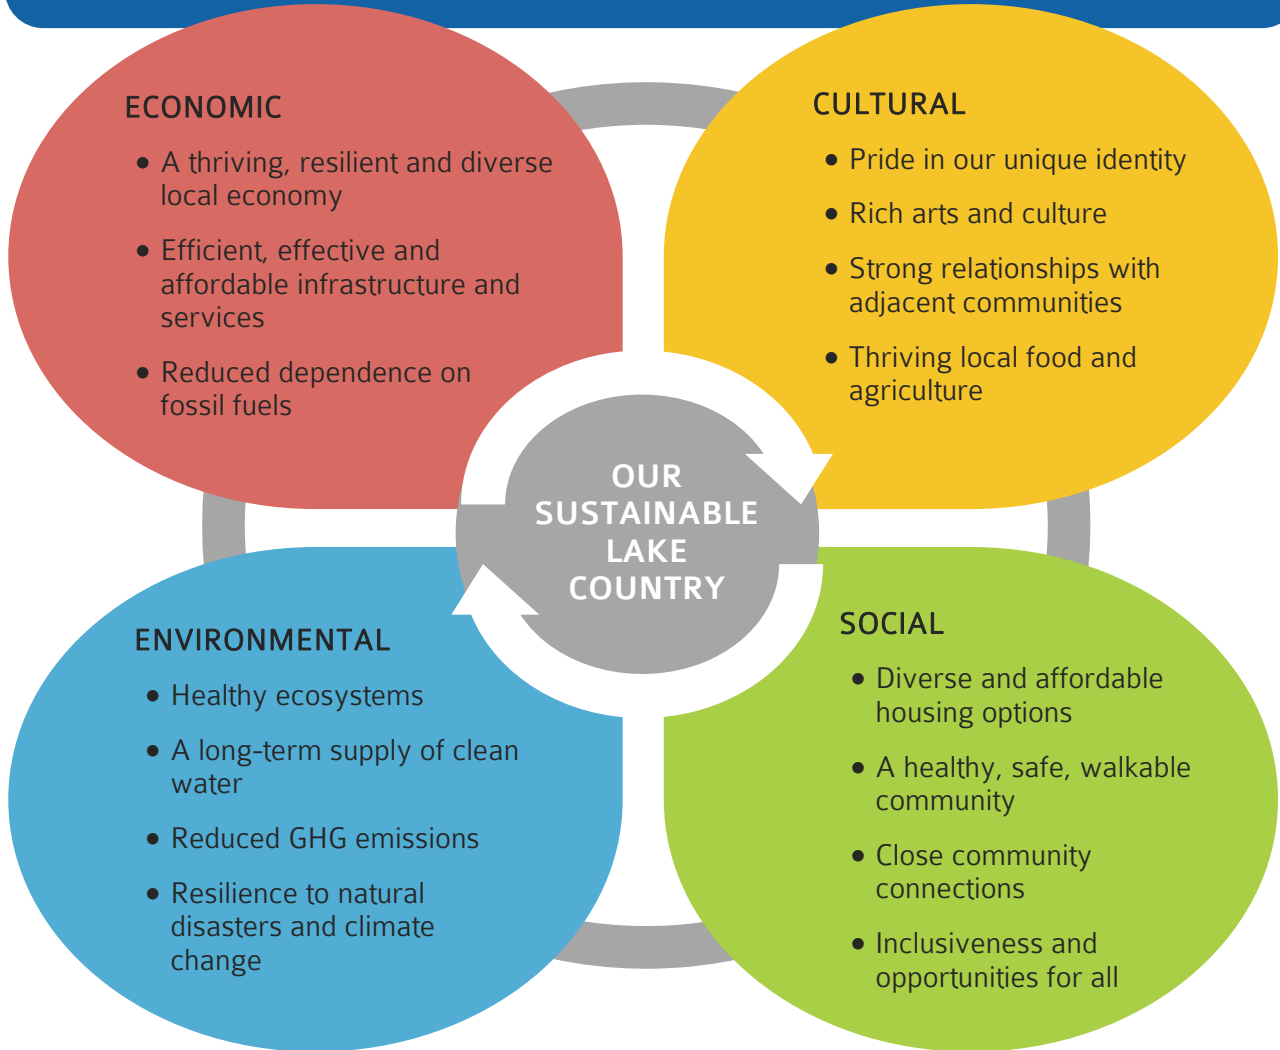 ECONOMIC
• A thriving, resilient and diverse
local economy
• Efficient, effective and
affordable infrastructure and
services
• Reduced dependence on
fossil fuels
CULTURAL
• Pride in our unique identity
• Rich arts and culture
• Strong relationships with
adjacent communities
• Thriving local food and
agriculture
OUR
SUSTAINABLE
LAKE
COUNTRY
ENVIRONMENTAL
• Healthy ecosystems
• A long-term supply of clean
water
• Reduced GHG emissions
• Resilience to natural
disasters and climate
change
SOCIAL
• Diverse and affordable
housing options
• A healthy, safe, walkable
community
• Close community
connections
• Inclusiveness and
opportunities for all